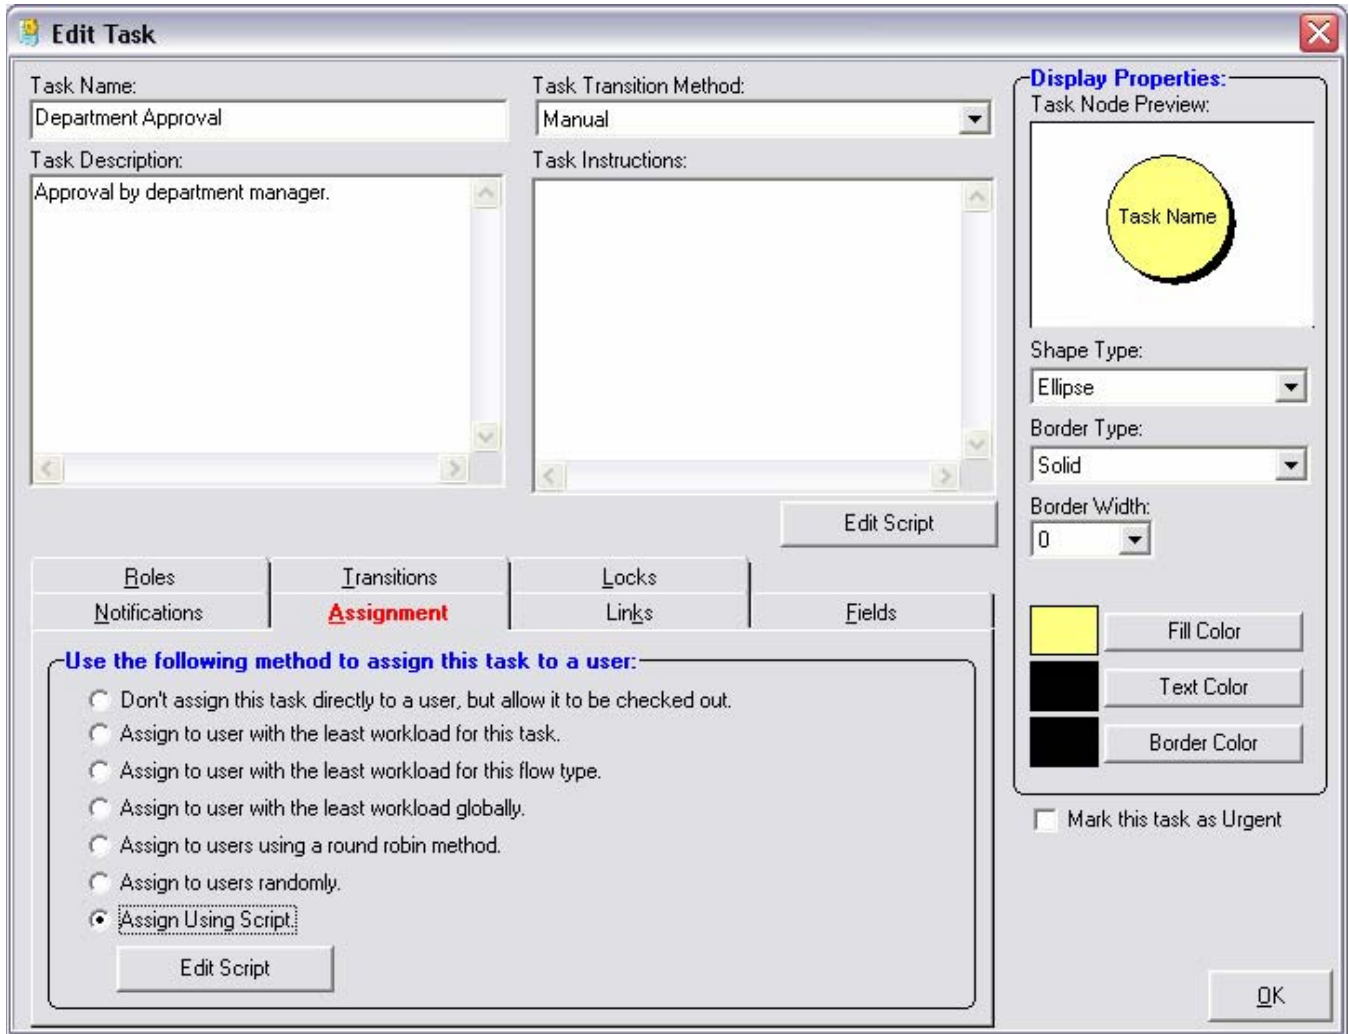 Edit Task
Task Name:
Department Approval
Task Transition Method:
Manual
Task Description:
Approval by department manager.
Task Instructions:
Edit Script
Roles
Transitions
Locks
Notifications
Assignment
Links
Fields
Use the following method to assign this task to a user:
Don't assign this task directly to a user, but allow it to be checked out.
Assign to user with the least workload for this task.
Assign to user with the least workload for this flow type.
Assign to user with the least workload globally.
Assign to users using a round robin method.
Assign to users randomly.
Assign Using Script.
Edit Script
Display Properties:
Task Node Preview:
Task Name
Shape Type:
Ellipse
Border Type:
Solid
Border Width:
0
Fill Color
Text Color
Border Color
Mark this task as Urgent
OK